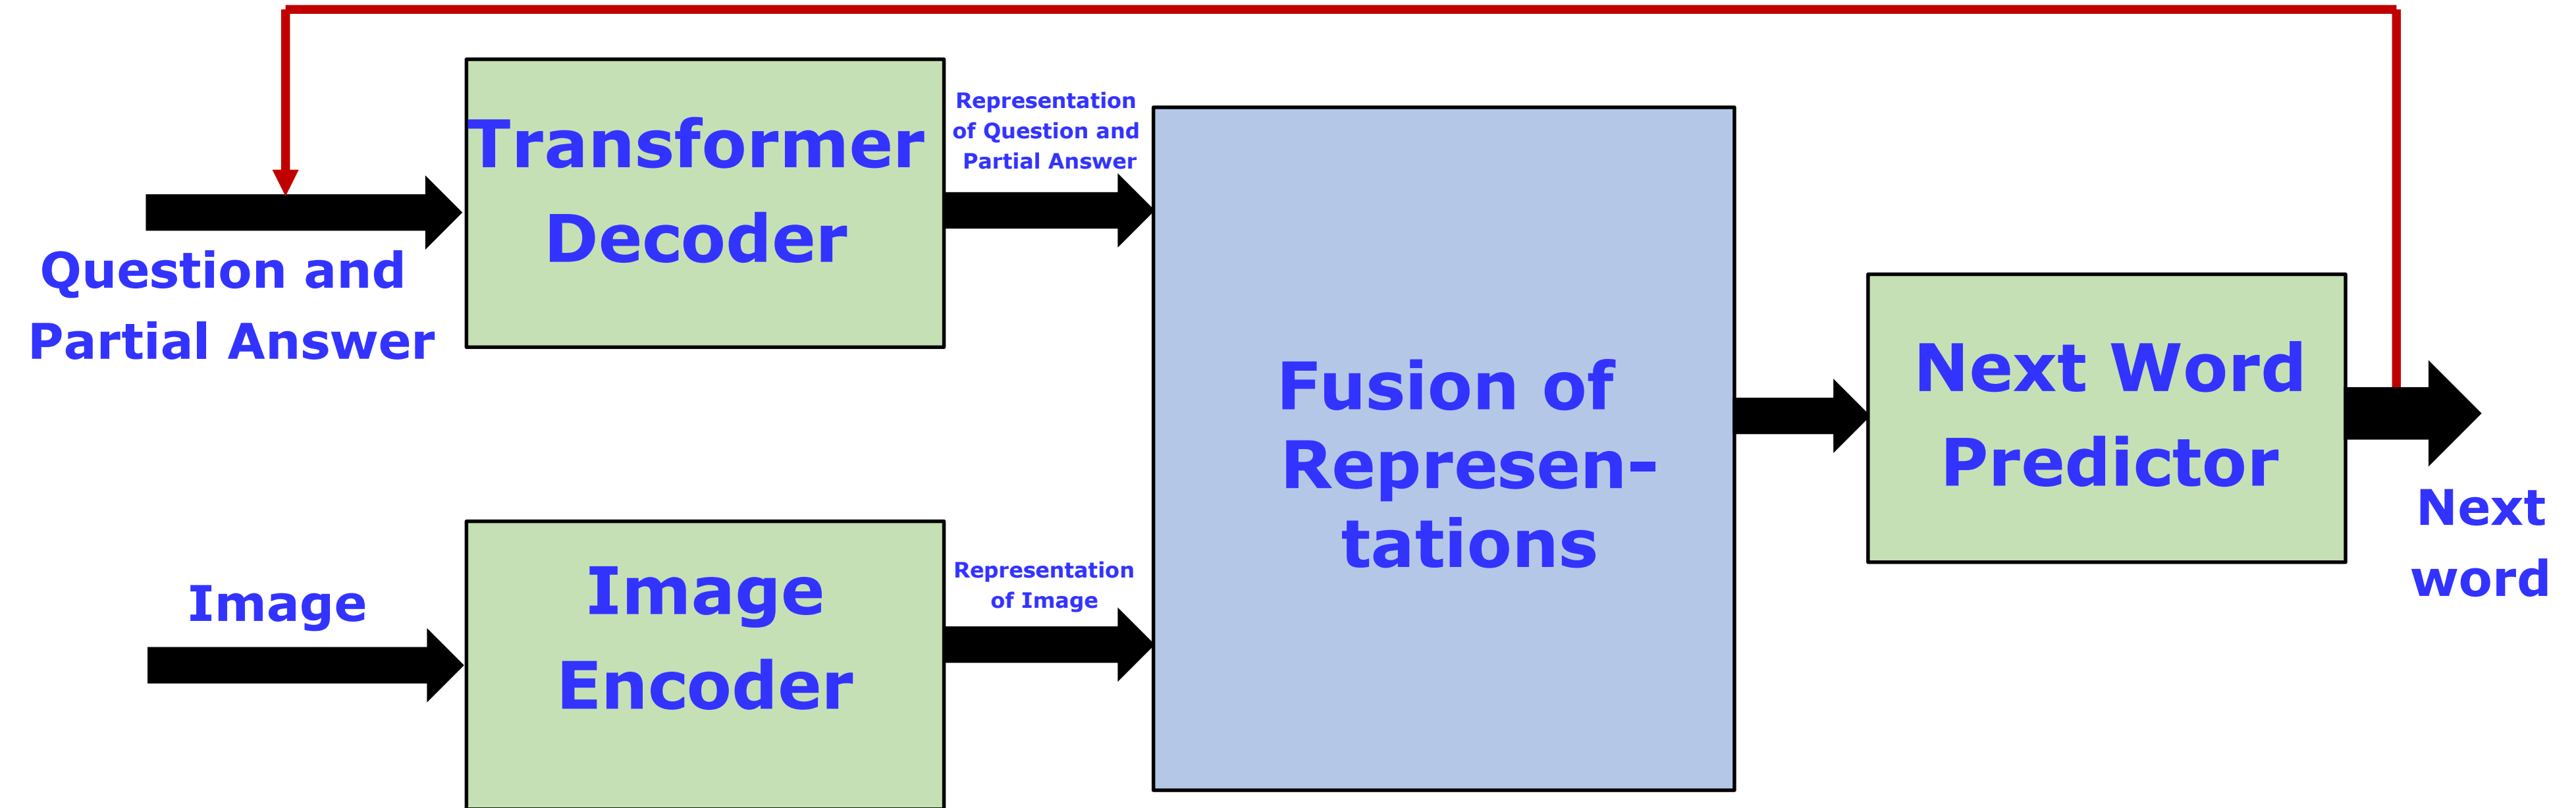 Transformer
Decoder
Representation
of Question and
Partial Answer
Question and
Partial Answer
Fusion of
Represen-
tations
Next Word
Predictor
Next
word
Image
Image
Encoder
Representation
of Image